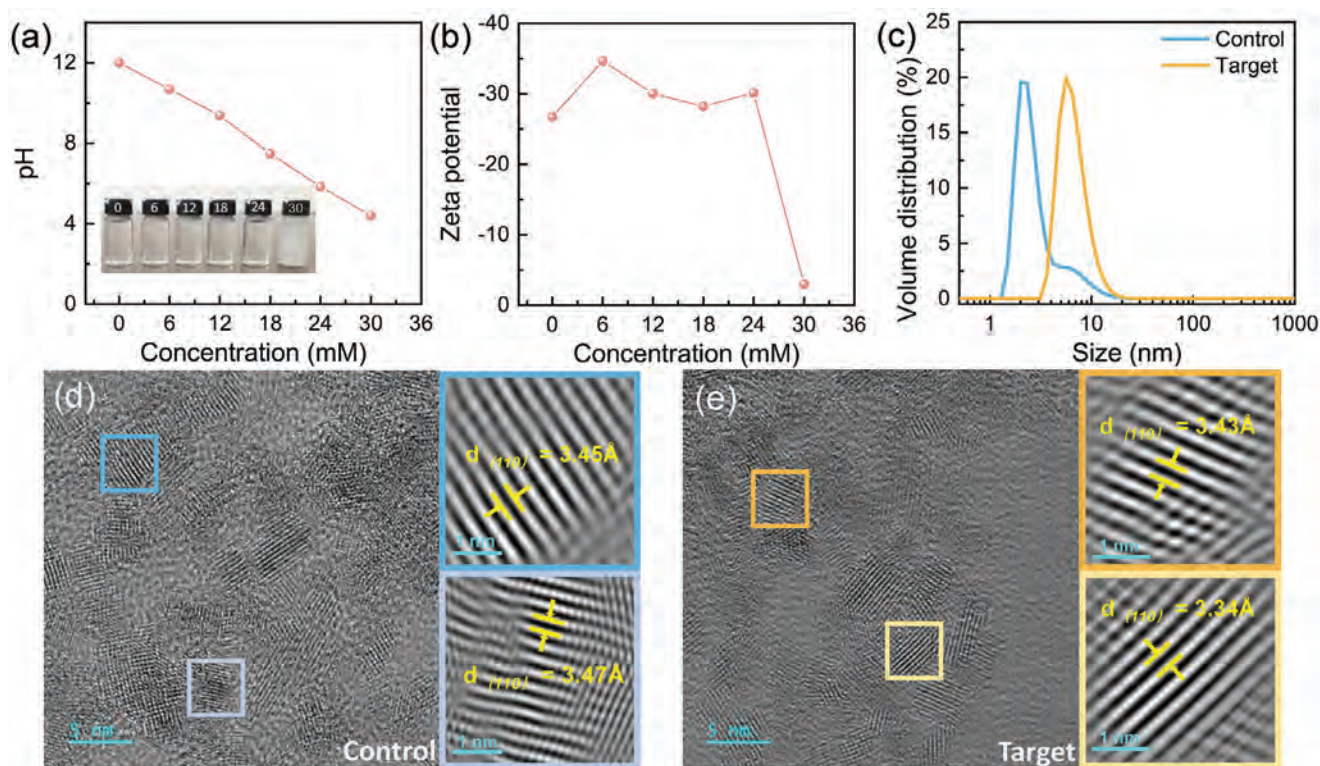 (a)
pH
12
8
4
0
0 6 12 18 24 30
0 6 12 18 24 30 36
Concentration (mM)
(b)
Zeta potential
-40
-30
-20
-10
0
0 6 12 18 24 30 36
Concentration (mM)
(c)
Volume distribution (%)
25
20
15
10
5
0
Control
Target
1 10 100 1000
Size (nm)
(d)
5 nm
Control
d (110) = 3.45Å
1 nm
d (110) = 3.47Å
1 nm
(e)
5 nm
Target
d (110) = 3.43Å
1 nm
d (110) = 3.34Å
1 nm